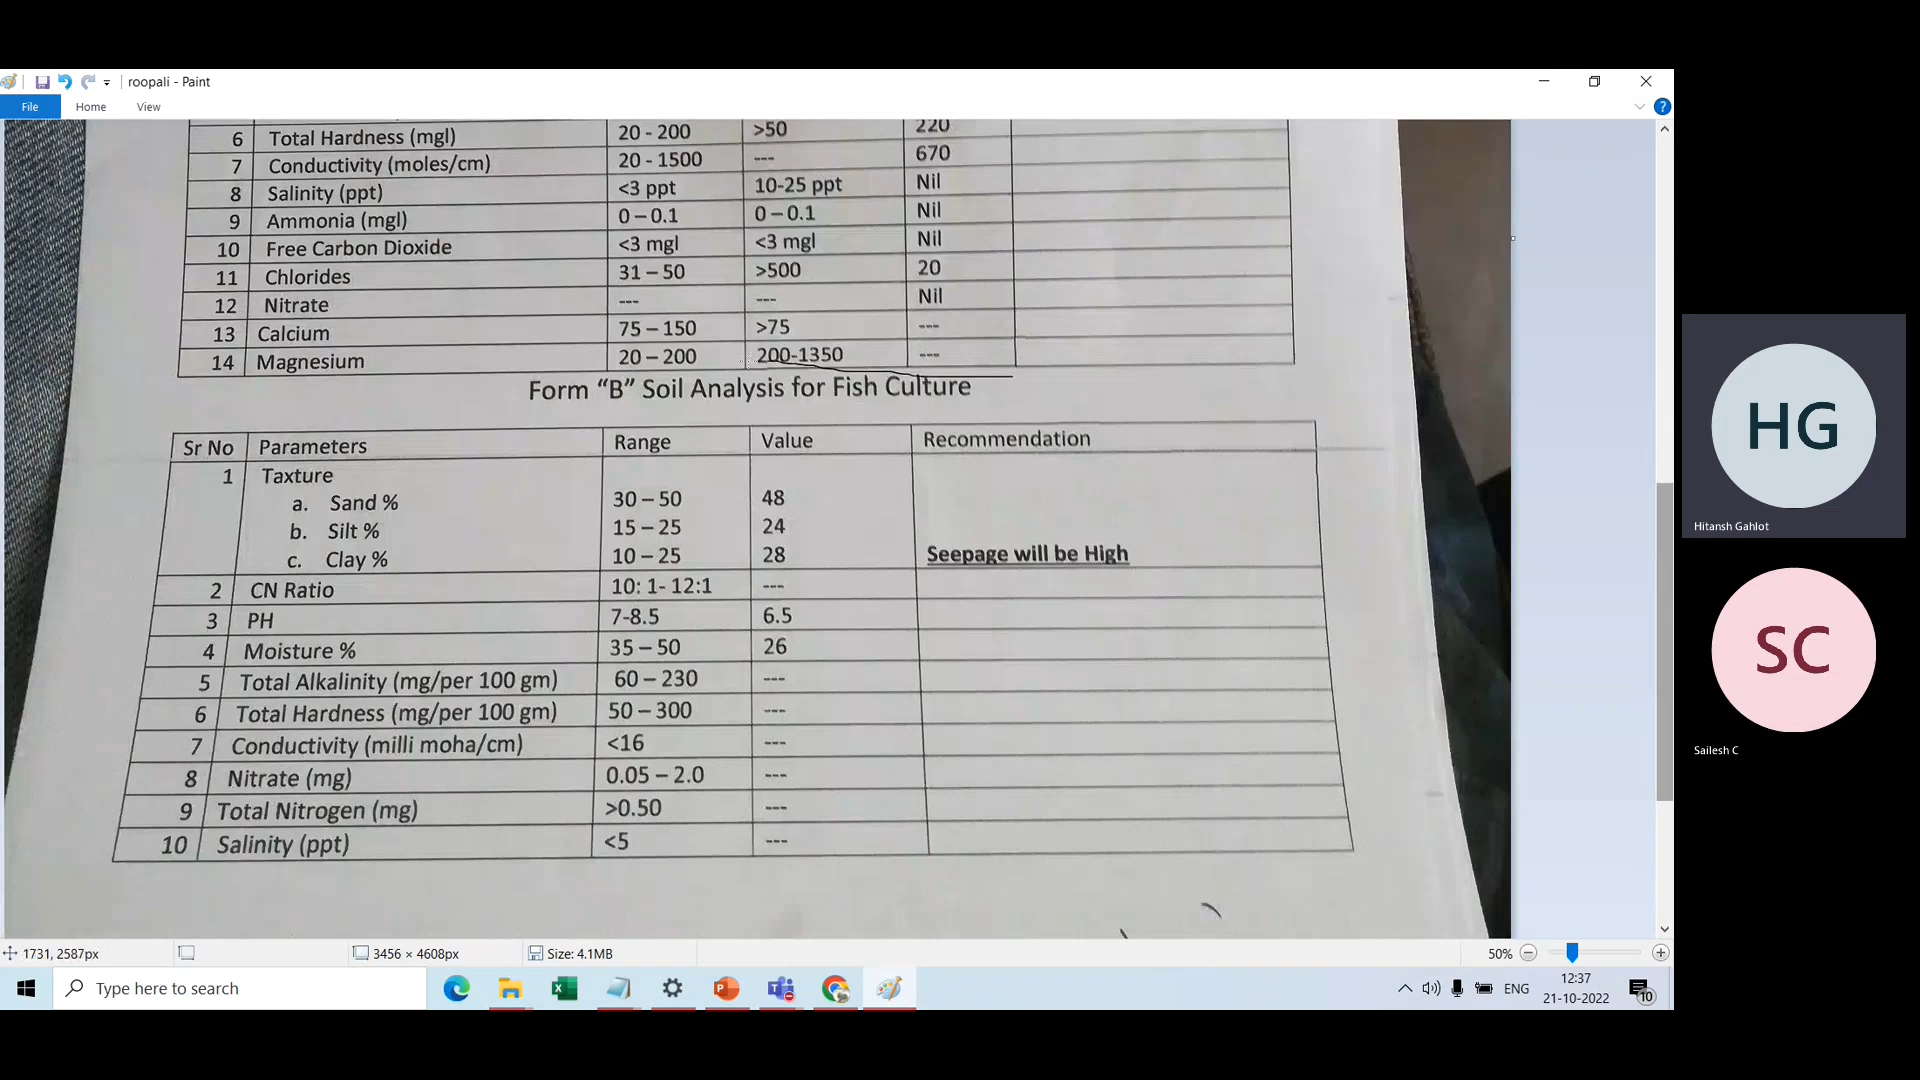 roopali - Paint
File Home View
6 Total Hardness (mgl) 20 - 200 >50 220
7 Conductivity (moles/cm) 20 - 1500 --- 670
8 Salinity (ppt) <3 ppt 10-25 ppt Nil
9 Ammonia (mgl) 0 – 0.1 0 – 0.1 Nil
10 Free Carbon Dioxide <3 mgl <3 mgl Nil
11 Chlorides 31 – 50 >500 20
12 Nitrate --- --- Nil
13 Calcium 75 – 150 >75 ---
14 Magnesium 20 – 200 200-1350 ---
Form “B” Soil Analysis for Fish Culture
Sr No Parameters Range Value Recommendation
1 Taxture
a. Sand % 30 – 50 48
b. Silt % 15 – 25 24
c. Clay % 10 – 25 28 Seepage will be High
2 CN Ratio 10: 1- 12:1 ---
3 PH 7-8.5 6.5
4 Moisture % 35 – 50 26
5 Total Alkalinity (mg/per 100 gm) 60 – 230 ---
6 Total Hardness (mg/per 100 gm) 50 – 300 ---
7 Conductivity (milli moha/cm) <16 ---
8 Nitrate (mg) 0.05 – 2.0 ---
9 Total Nitrogen (mg) >0.50 ---
10 Salinity (ppt) <5 ---
HG
Hitansh Gahlot
SC
Sailesh C
1731, 2587px 3456 × 4608px Size: 4.1MB 50%
Type here to search ENG 12:37
21-10-2022 10